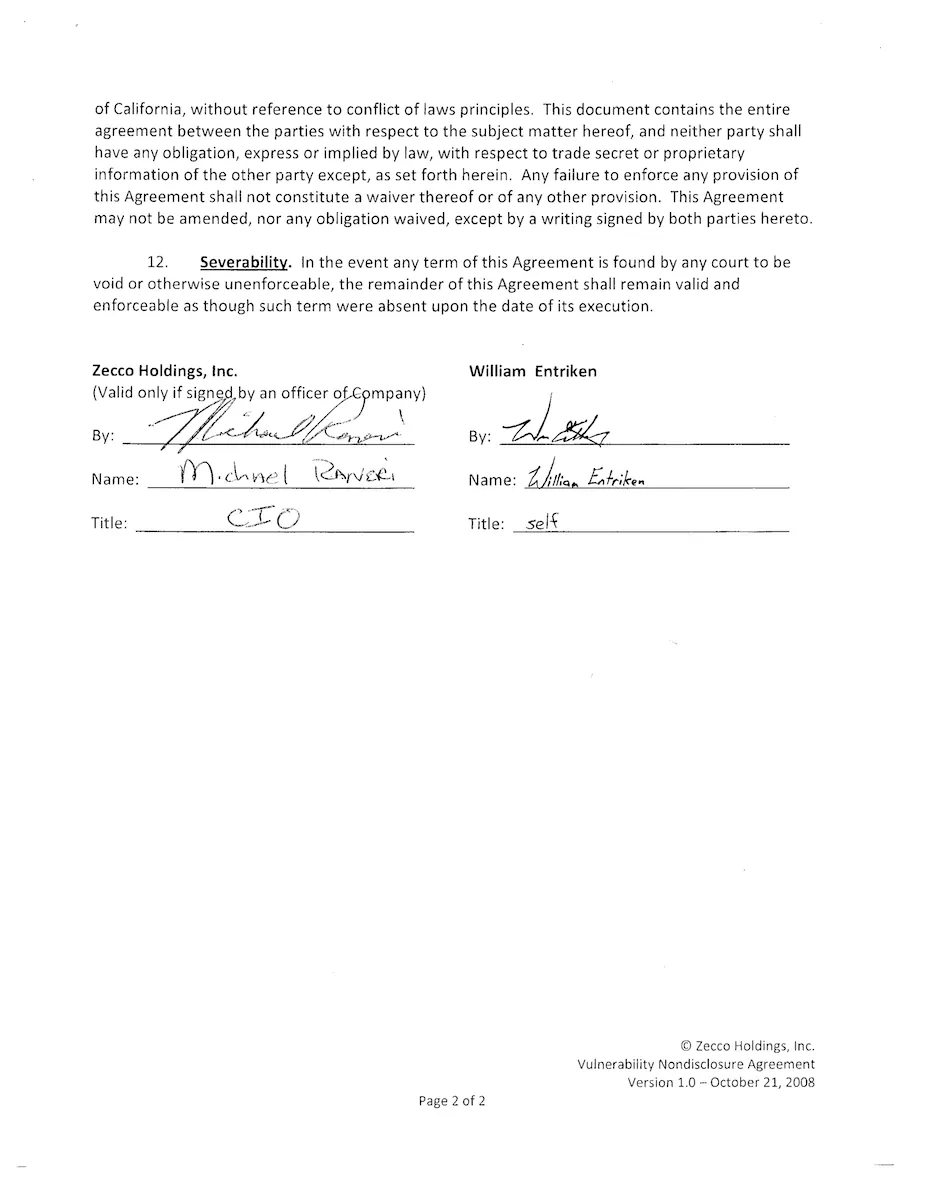 of California, without reference to conflict of laws principles. This document contains the entire
agreement between the parties with respect to the subject matter hereof, and neither party shall
have any obligation, express or implied by law, with respect to trade secret or proprietary
information of the other party except, as set forth herein. Any failure to enforce any provision of
this Agreement shall not constitute a waiver thereof or of any other provision. This Agreement
may not be amended, nor any obligation waived, except by a writing signed by both parties hereto.
12. Severability. In the event any term of this Agreement is found by any court to be
void or otherwise unenforceable, the remainder of this Agreement shall remain valid and
enforceable as though such term were absent upon the date of its execution.
Zecco Holdings, Inc.
(Valid only if signed by an officer of Company)
By: Michael Raneri
Name: Michael RANERI
Title: CIO
William Entriken
By:
Name: William Entriken
Title: self
© Zecco Holdings, Inc.
Vulnerability Nondisclosure Agreement
Version 1.0 – October 21, 2008
Page 2 of 2